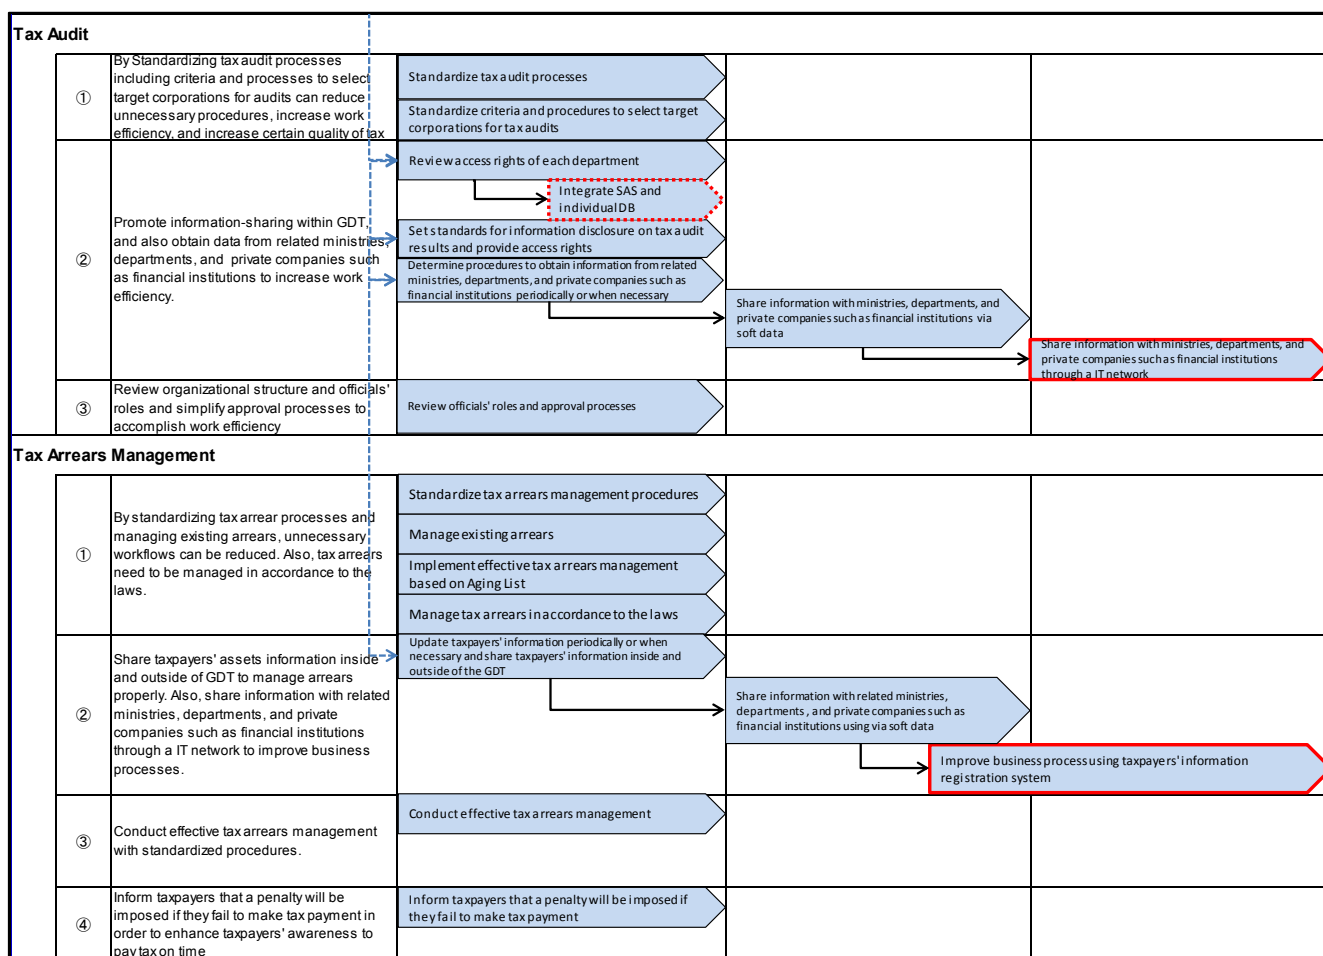 Tax Audit
①
By Standardizing tax audit processes
including criteria and processes to select
target corporations for audits can reduce
unnecessary procedures, increase work
efficiency, and increase certain quality of tax
Standardize tax audit processes
Standardize criteria and procedures to select target
corporations for tax audits
②
Promote information-sharing within GDT,
and also obtain data from related ministries,
departments, and private companies such
as financial institutions to increase work
efficiency.
Review access rights of each department
Integrate SAS and
individual DB
Set standards for information disclosure on tax audit
results and provide access rights
Determine procedures to obtain information from related
ministries, departments, and private companies such as
financial institutions periodically or when necessary
Share information with ministries, departments, and
private companies such as financial institutions via
soft data
Share information with ministries, departments, and
private companies such as financial institutions
through a IT network
③
Review organizational structure and officials'
roles and simplify approval processes to
accomplish work efficiency
Review officials' roles and approval processes
Tax Arrears Management
①
By standardizing tax arrear processes and
managing existing arrears, unnecessary
workflows can be reduced. Also, tax arrears
need to be managed in accordance to the
laws.
Standardize tax arrears management procedures
Manage existing arrears
Implement effective tax arrears management
based on Aging List
Manage tax arrears in accordance to the laws
②
Share taxpayers' assets information inside
and outside of GDT to manage arrears
properly. Also, share information with related
ministries, departments, and private
companies such as financial institutions
through a IT network to improve business
processes.
Update taxpayers' information periodically or when
necessary and share taxpayers' information inside and
outside of the GDT
Share information with related ministries,
departments , and private companies such as
financial institutions using via soft data
Improve business process using taxpayers' information
registration system
③
Conduct effective tax arrears management
with standardized procedures.
Conduct effective tax arrears management
④
Inform taxpayers that a penalty will be
imposed if they fail to make tax payment in
order to enhance taxpayers' awareness to
pay tax on time
Inform taxpayers that a penalty will be imposed if
they fail to make tax payment